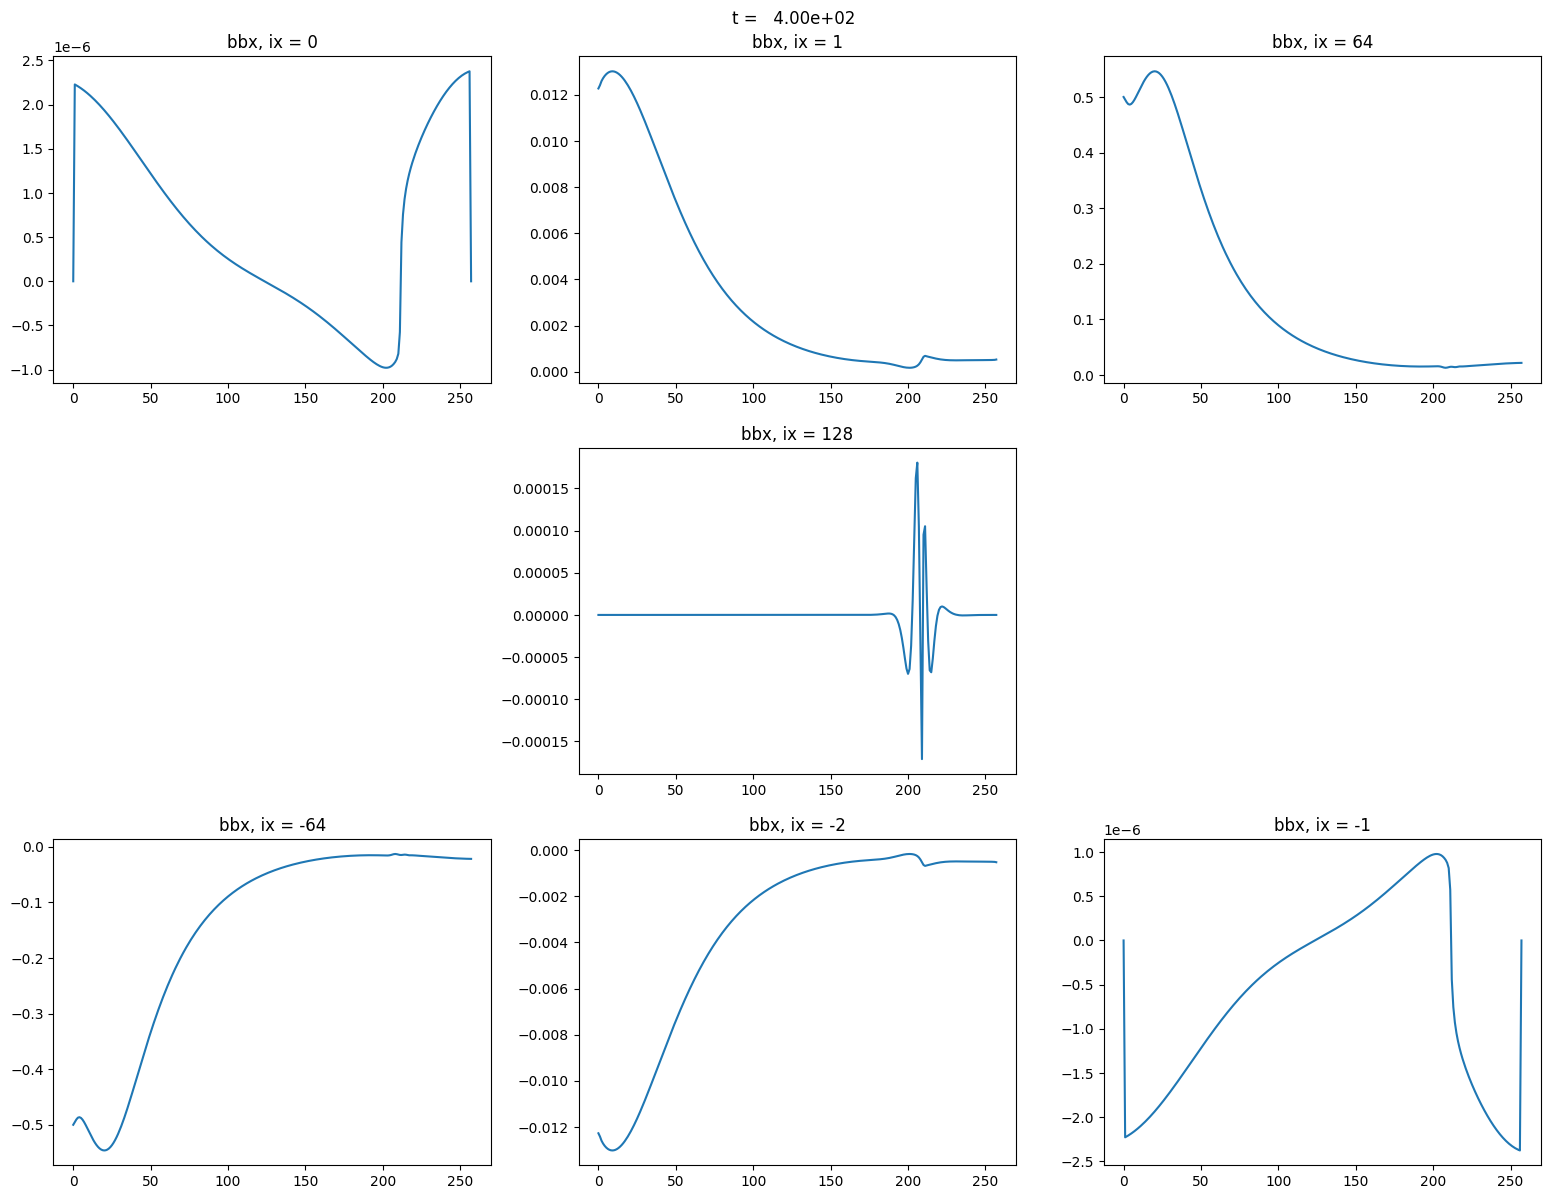 t =   4.00e+02
bbx, ix = 0
bbx, ix = 1
bbx, ix = 64
1e−6
2.5
2.0
1.5
1.0
0.5
0.0
−0.5
−1.0
0 50 100 150 200 250
0.012
0.010
0.008
0.006
0.004
0.002
0.000
0 50 100 150 200 250
0.5
0.4
0.3
0.2
0.1
0.0
0 50 100 150 200 250
bbx, ix = 128
0.00015
0.00010
0.00005
0.00000
−0.00005
−0.00010
−0.00015
0 50 100 150 200 250
bbx, ix = -64
bbx, ix = -2
bbx, ix = -1
0.0
−0.1
−0.2
−0.3
−0.4
−0.5
0 50 100 150 200 250
0.000
−0.002
−0.004
−0.006
−0.008
−0.010
−0.012
0 50 100 150 200 250
1e−6
1.0
0.5
0.0
−0.5
−1.0
−1.5
−2.0
−2.5
0 50 100 150 200 250